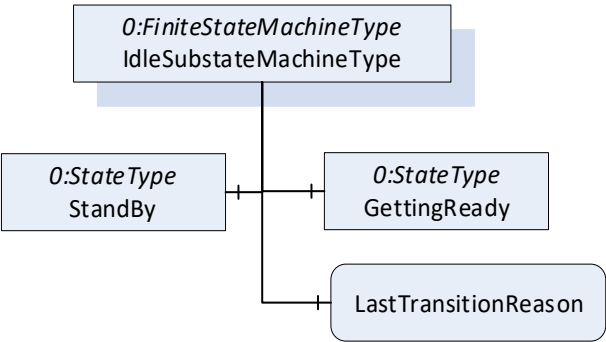 0:FiniteStateMachineType
IdleSubstateMachineType
0:StateType
StandBy
0:StateType
GettingReady
LastTransitionReason